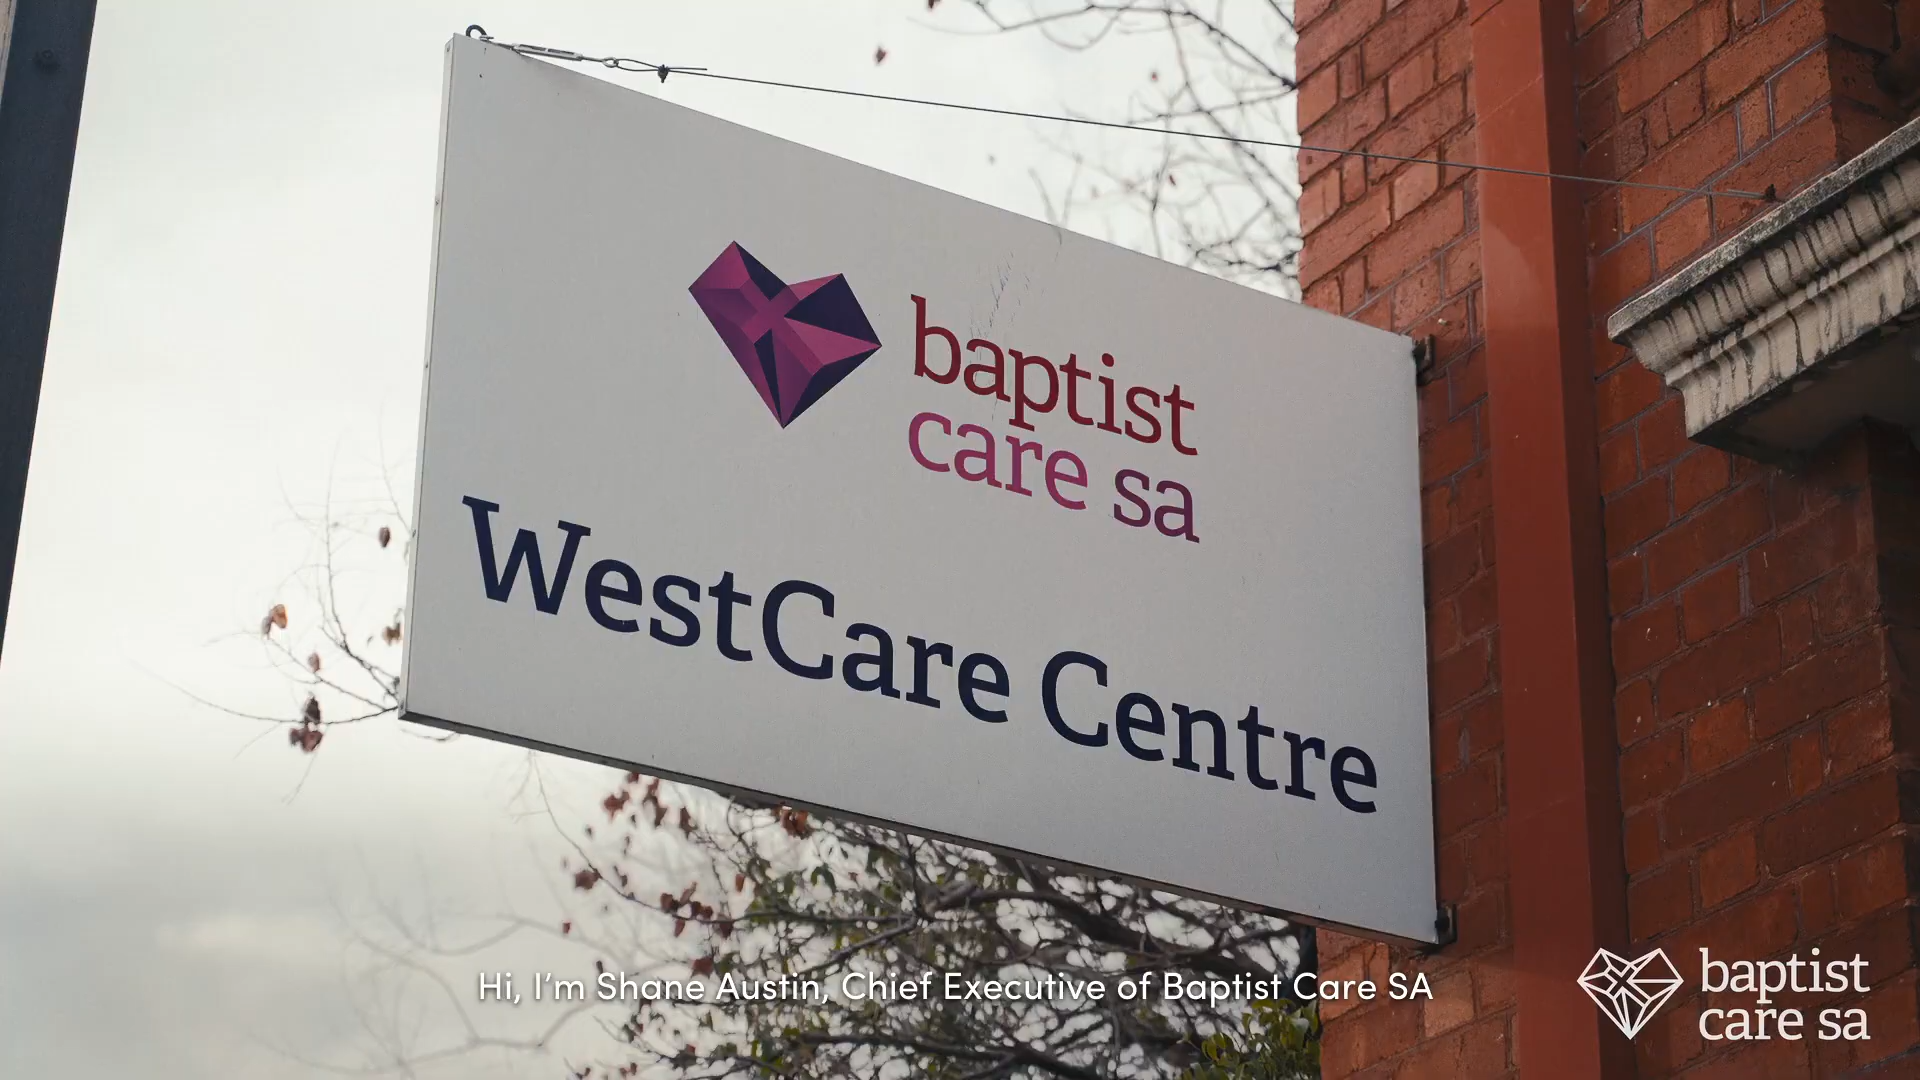 baptist
care sa
WestCare Centre
Hi, I'm Shane Austin, Chief Executive of Baptist Care SA
baptist
care sa